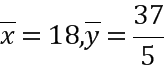 x̅ = 18, y̅ = 37/5